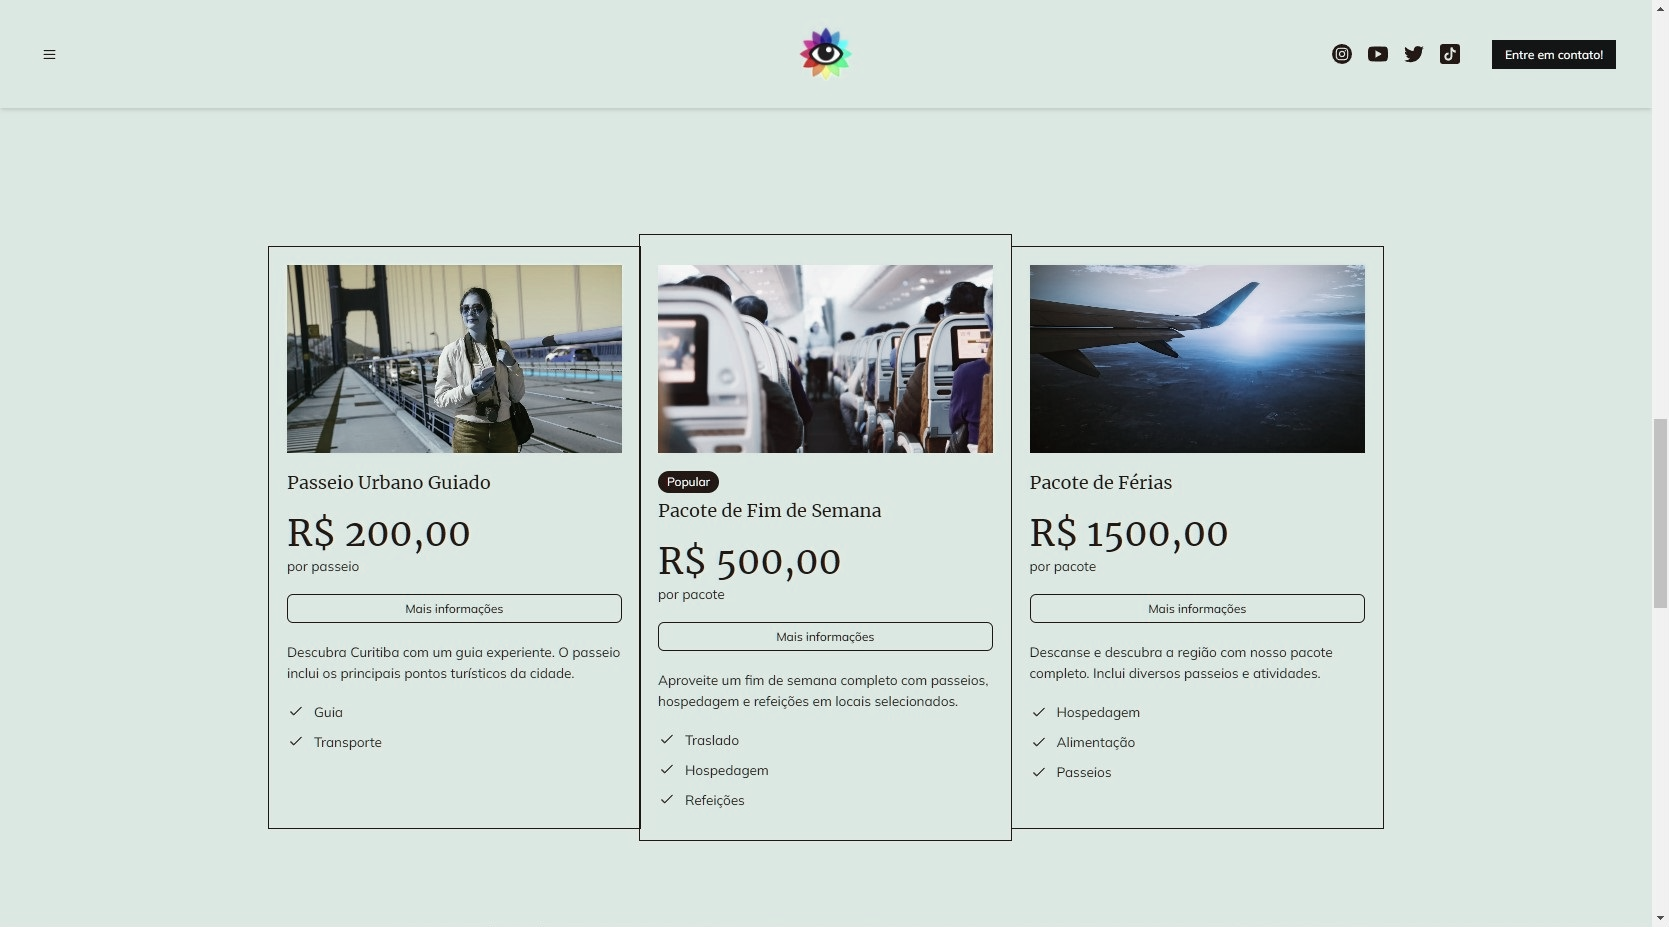 Entre em contato!
Passeio Urbano Guiado
R$ 200,00
por passeio
Mais informações
Descubra Curitiba com um guia experiente. O passeio
inclui os principais pontos turísticos da cidade.
Guia
Transporte
Popular
Pacote de Fim de Semana
R$ 500,00
por pacote
Mais informações
Aproveite um fim de semana completo com passeios,
hospedagem e refeições em locais selecionados.
Traslado
Hospedagem
Refeições
Pacote de Férias
R$ 1500,00
por pacote
Mais informações
Descanse e descubra a região com nosso pacote
completo. Inclui diversos passeios e atividades.
Hospedagem
Alimentação
Passeios